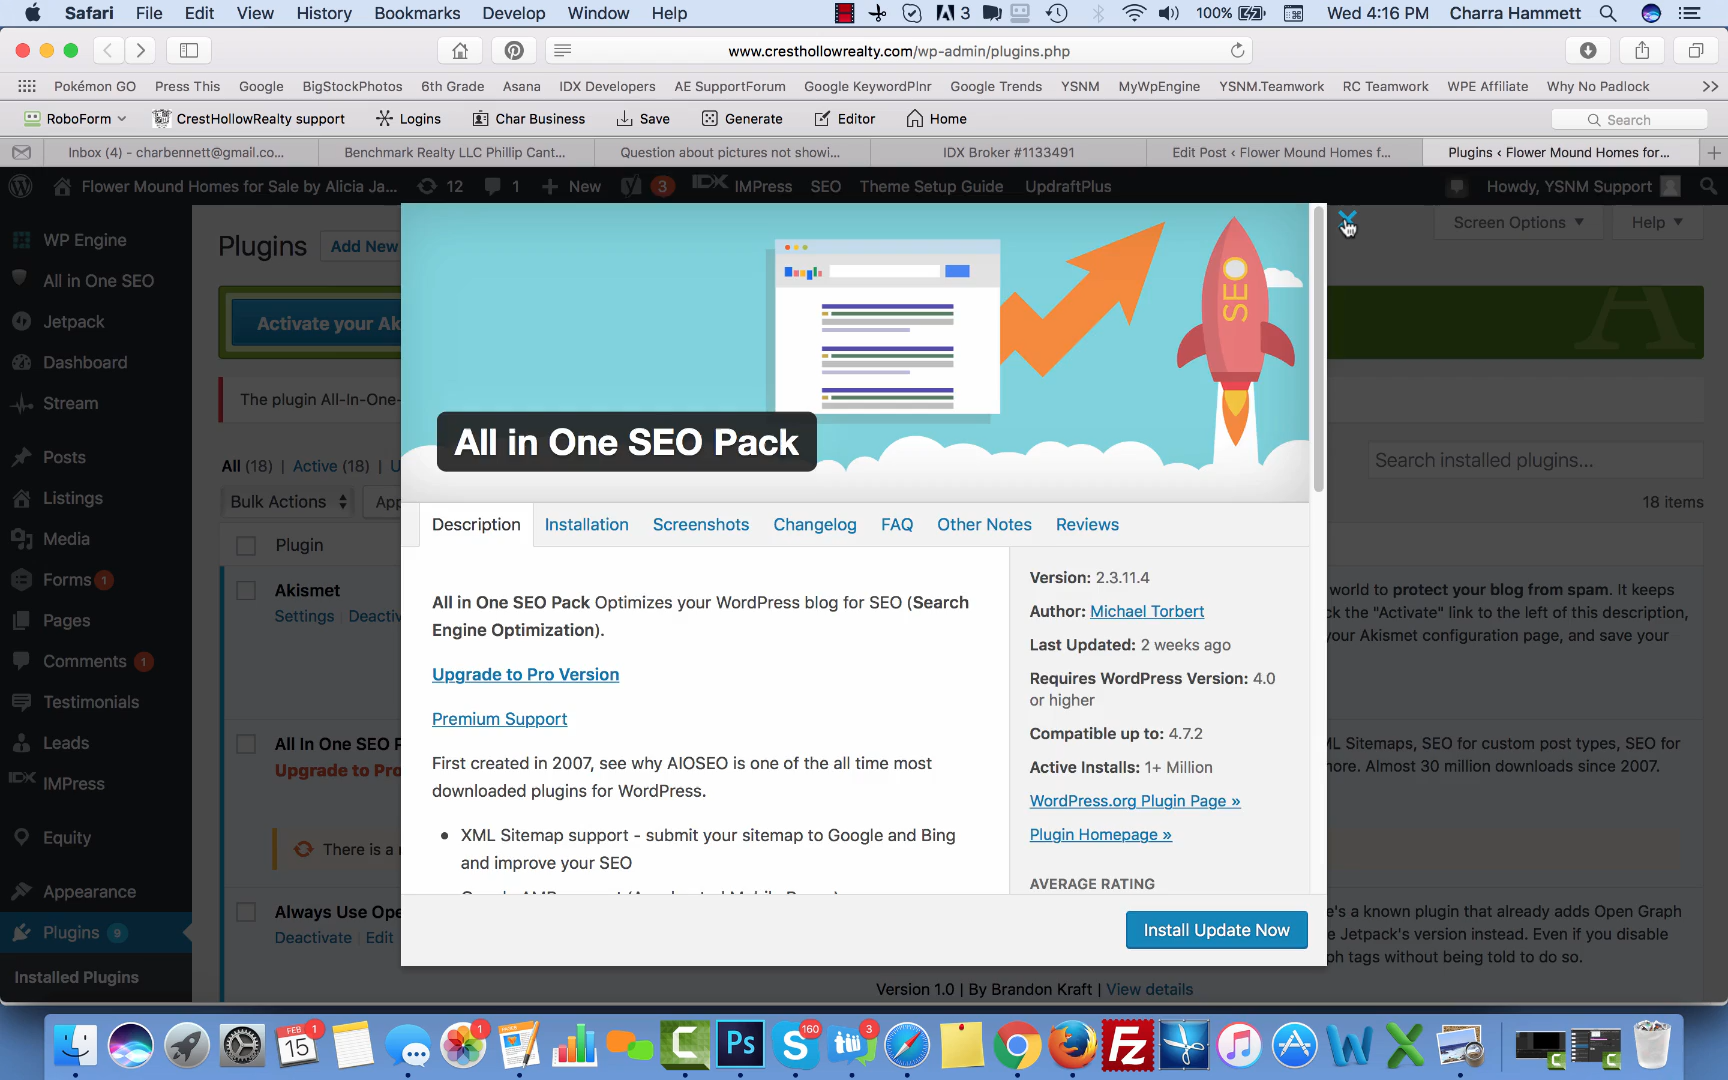 Safari File Edit View History Bookmarks Develop Window Help 3 100% Wed 4:16 PM Charra Hammett
www.cresthollowrealty.com/wp-admin/plugins.php
Pokémon GO Press This Google BigStockPhotos 6th Grade Asana IDX Developers AE SupportForum Google KeywordPlnr Google Trends YSNM MyWpEngine YSNM.Teamwork RC Teamwork WPE Affiliate Why No Padlock
RoboForm CrestHollowRealty support Logins Char Business Save Generate Editor Home Search
Inbox (4) - charbennett@gmail.co... Benchmark Realty LLC Phillip Cant... Question about pictures not showi... IDX Broker #1133491 Edit Post ‹ Flower Mound Homes f... Plugins ‹ Flower Mound Homes for...
Flower Mound Homes for Sale by Alicia Ja... 12 1 + New 3 IDX IMPress SEO Theme Setup Guide UpdraftPlus Howdy, YSNM Support
WP Engine
All in One SEO
Jetpack
Dashboard
Stream
Posts
Listings
Media
Forms 1
Pages
Comments 1
Testimonials
Leads
IDX IMPress
Equity
Appearance
Plugins 9
Installed Plugins
Plugins Add New
Screen Options Help
Activate your Ak
The plugin All-In-One-
All (18) | Active (18) | U
Search installed plugins...
Bulk Actions App
18 items
Plugin
Akismet
Settings | Deactiv
world to protect your blog from spam. It keeps
ck the "Activate" link to the left of this description,
your Akismet configuration page, and save your
All In One SEO P
Upgrade to Pro
ML Sitemaps, SEO for custom post types, SEO for
more. Almost 30 million downloads since 2007.
There is a
Always Use Ope
Deactivate | Edit
e's a known plugin that already adds Open Graph
e Jetpack's version instead. Even if you disable
ph tags without being told to do so.
Version 1.0 | By Brandon Kraft | View details
SEO
All in One SEO Pack
Description Installation Screenshots Changelog FAQ Other Notes Reviews
All in One SEO Pack Optimizes your WordPress blog for SEO (Search
Engine Optimization).
Upgrade to Pro Version
Premium Support
First created in 2007, see why AIOSEO is one of the all time most
downloaded plugins for WordPress.
XML Sitemap support - submit your sitemap to Google and Bing
and improve your SEO
Version: 2.3.11.4
Author: Michael Torbert
Last Updated: 2 weeks ago
Requires WordPress Version: 4.0
or higher
Compatible up to: 4.7.2
Active Installs: 1+ Million
WordPress.org Plugin Page »
Plugin Homepage »
AVERAGE RATING
Install Update Now
FEB 15 1 1 Ps 160 3 Fz